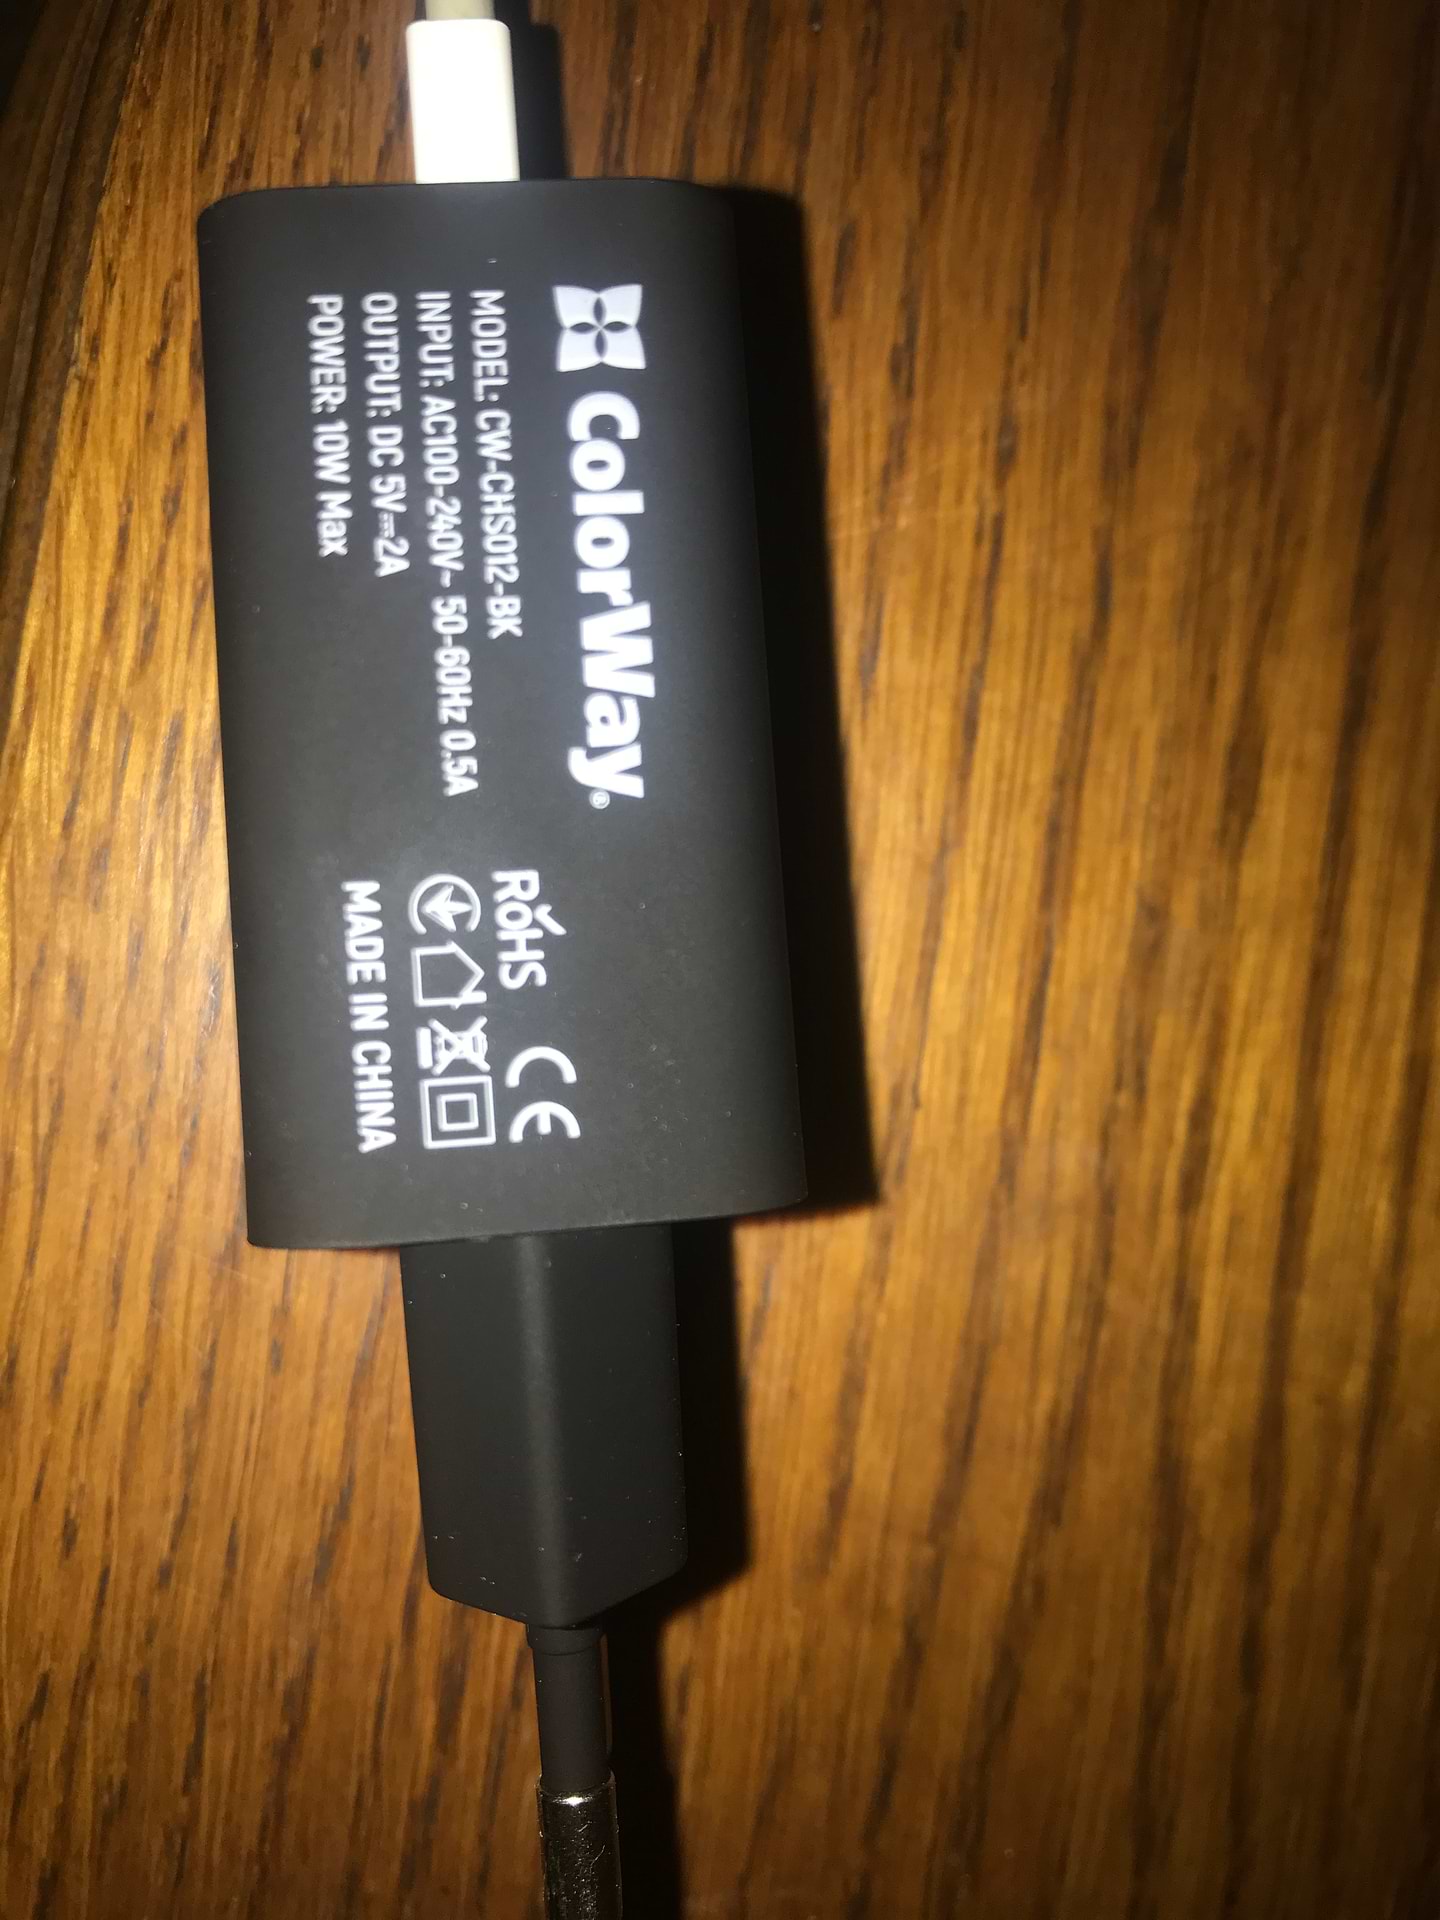 ColorWay®
MODEL: CW-CHS012-BK
INPUT: AC100-240V~ 50-60Hz 0.5A
OUTPUT: DC 5V⎓2A
POWER: 10W Max
RoHS CE
MADE IN CHINA